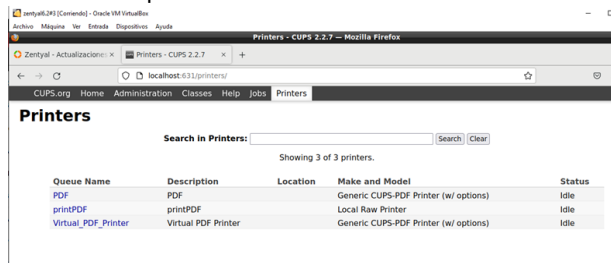 zentyal6.2#3 [Corriendo] - Oracle VM VirtualBox
Archivo Máquina Ver Entrada Dispositivos Ayuda
Printers - CUPS 2.2.7 — Mozilla Firefox
Zentyal - Actualizaciones × Printers - CUPS 2.2.7 × +
localhost:631/printers/
CUPS.org Home Administration Classes Help Jobs Printers
Printers
Search in Printers: Search Clear
Showing 3 of 3 printers.
Queue Name Description Location Make and Model Status
PDF PDF Generic CUPS-PDF Printer (w/ options) Idle
printPDF printPDF Local Raw Printer Idle
Virtual_PDF_Printer Virtual PDF Printer Generic CUPS-PDF Printer (w/ options) Idle